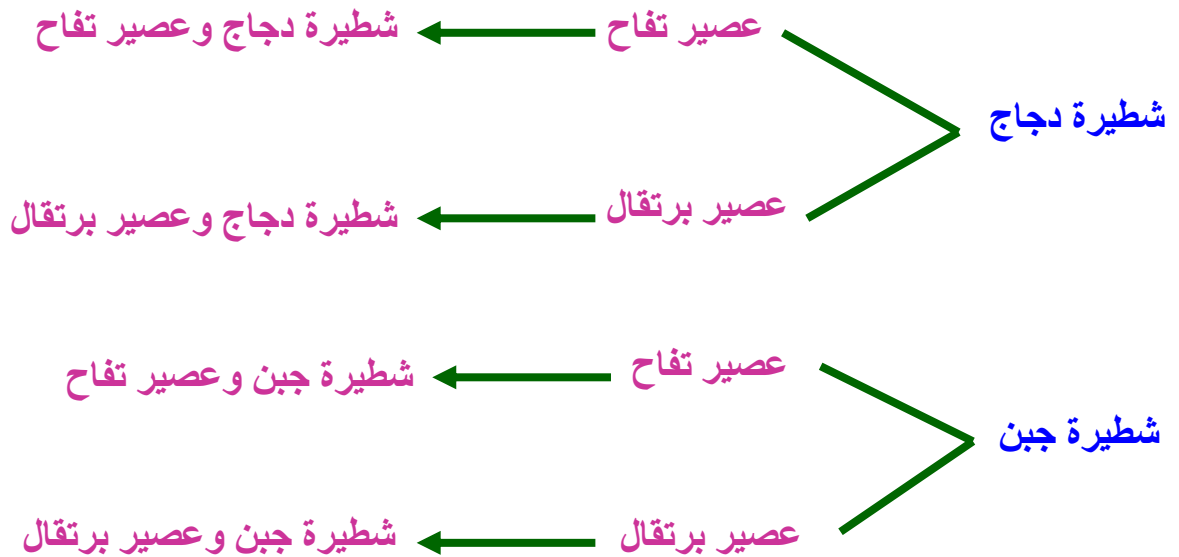 عصير تفاح
شطيرة دجاج وعصير تفاح
شطيرة دجاج
عصير برتقال
شطيرة دجاج وعصير برتقال
عصير تفاح
شطيرة جبن وعصير تفاح
شطيرة جبن
عصير برتقال
شطيرة جبن وعصير برتقال